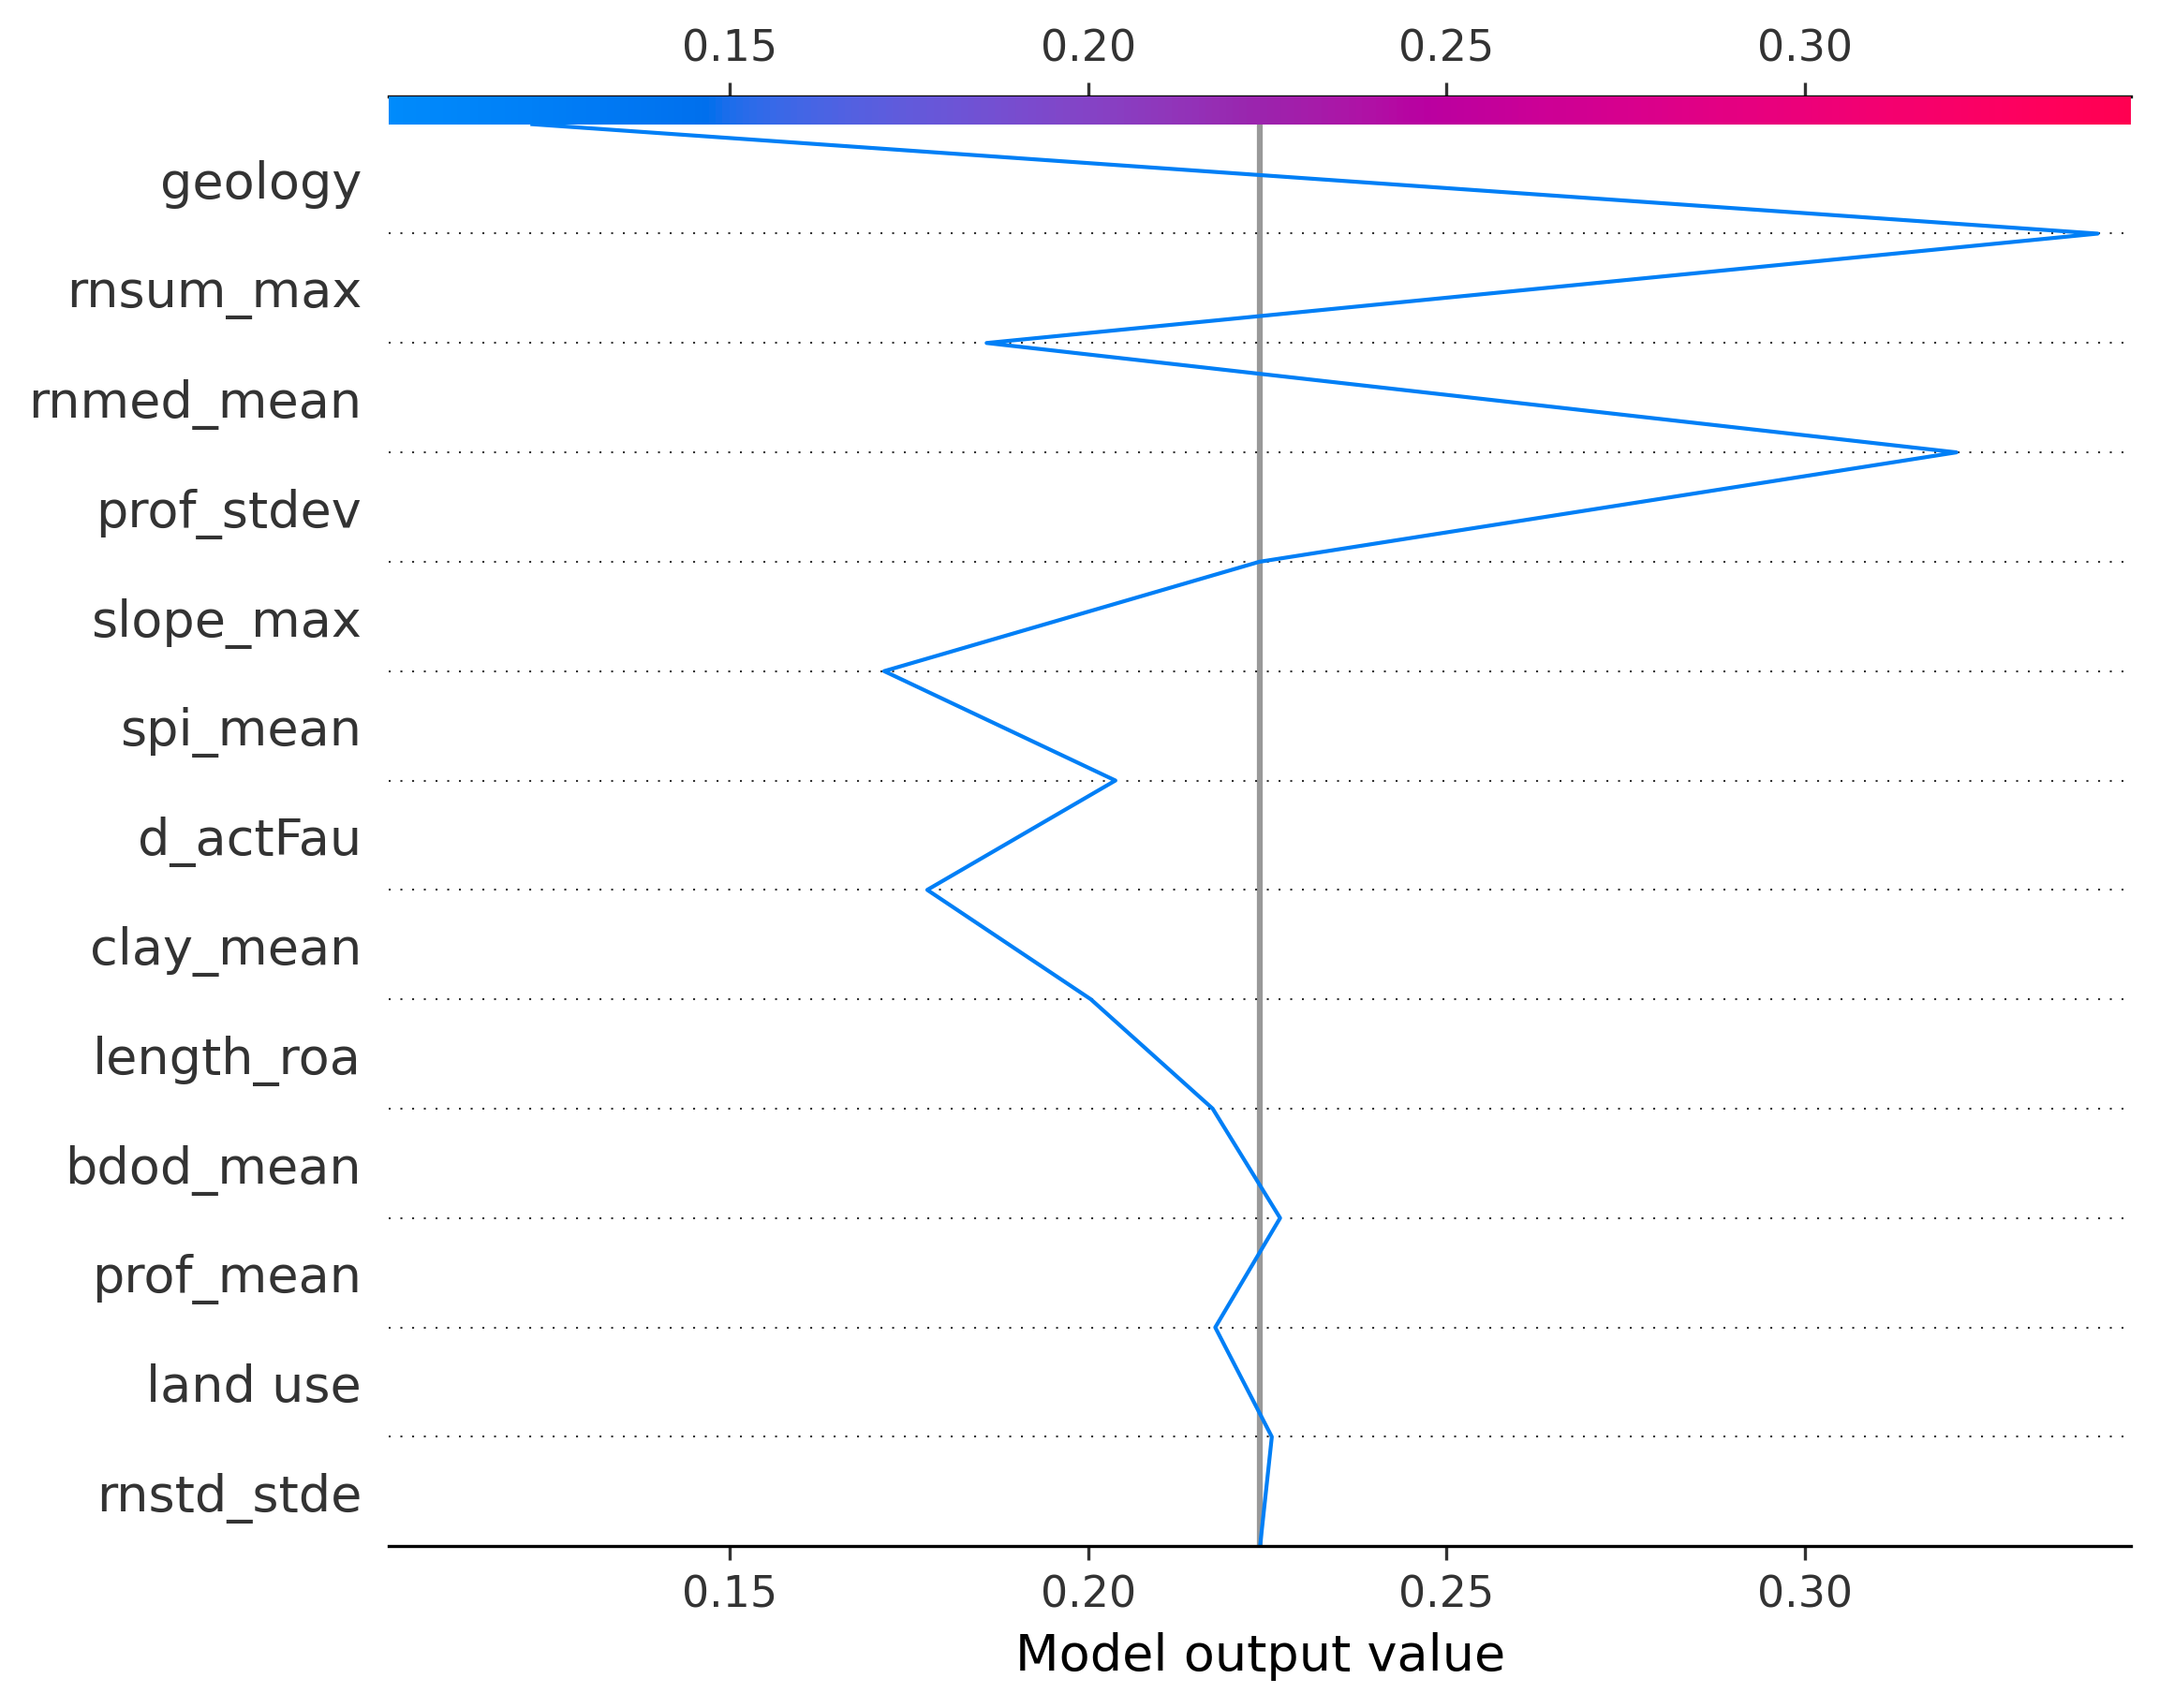 0.15 0.20 0.25 0.30
geology
rnsum_max
rnmed_mean
prof_stdev
slope_max
spi_mean
d_actFau
clay_mean
length_roa
bdod_mean
prof_mean
land use
rnstd_stde
0.15 0.20 0.25 0.30
Model output value